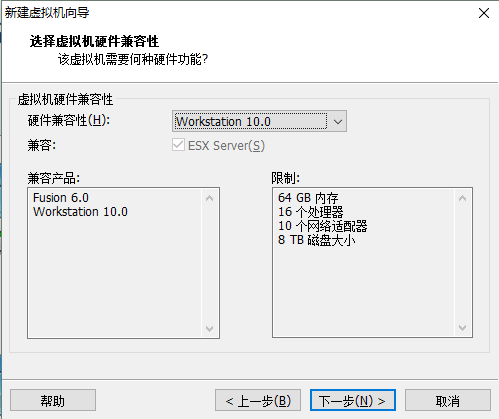 新建虚拟机向导
选择虚拟机硬件兼容性
该虚拟机需要何种硬件功能?
虚拟机硬件兼容性
硬件兼容性(H): Workstation 10.0
兼容: ESX Server(S)
兼容产品:
Fusion 6.0
Workstation 10.0
限制:
64 GB 内存
16 个处理器
10 个网络适配器
8 TB 磁盘大小
帮助 < 上一步(B) 下一步(N) > 取消